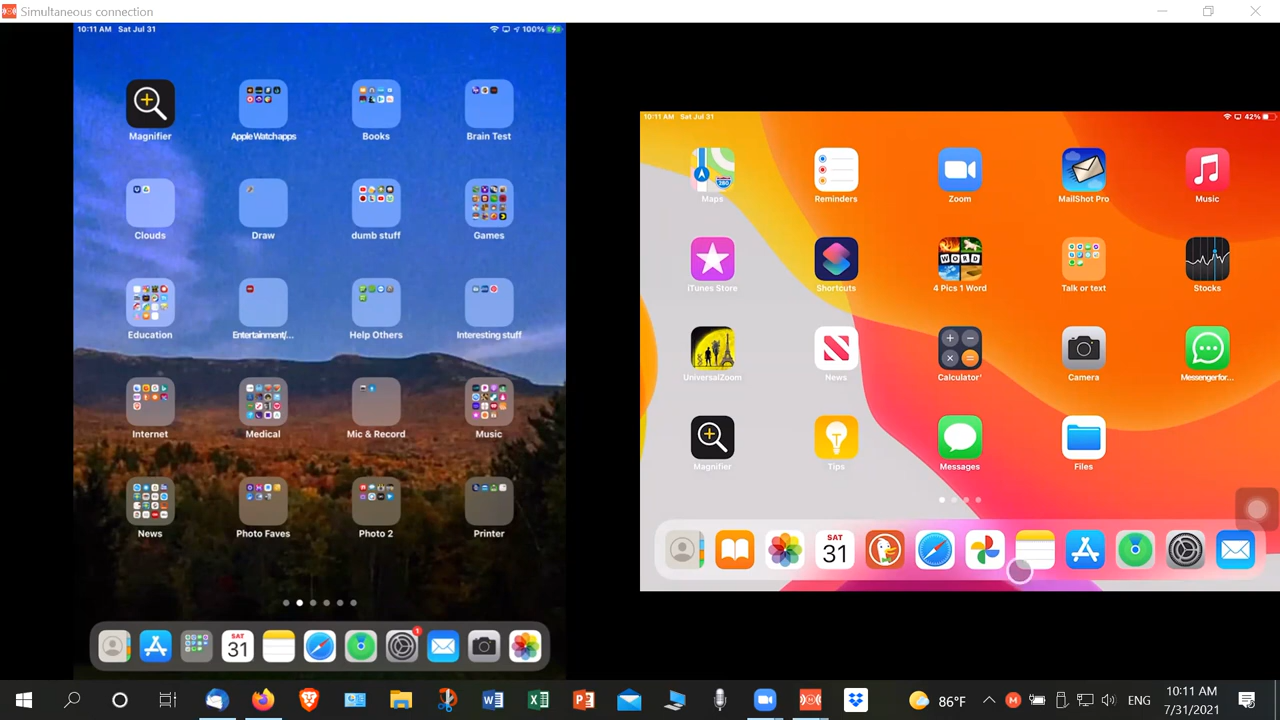 Simultaneous connection
10:11 AM Sat Jul 31
100%
Magnifier
Apple Watch apps
Books
Brain Test
Clouds
Draw
dumb stuff
Games
Education
Entertainment/...
Help Others
Interesting stuff
Internet
Medical
Mic & Record
Music
News
Photo Faves
Photo 2
Printer
SAT
31
1
10:11 AM Sat Jul 31
42%
280
Maps
Reminders
Zoom
MailShot Pro
Music
iTunes Store
Shortcuts
WORD
4 Pics 1 Word
Talk or text
Stocks
UniversalZoom
News
Calculator'
Camera
Messenger for...
Magnifier
Tips
Messages
Files
SAT
31
86°F
ENG
10:11 AM
7/31/2021